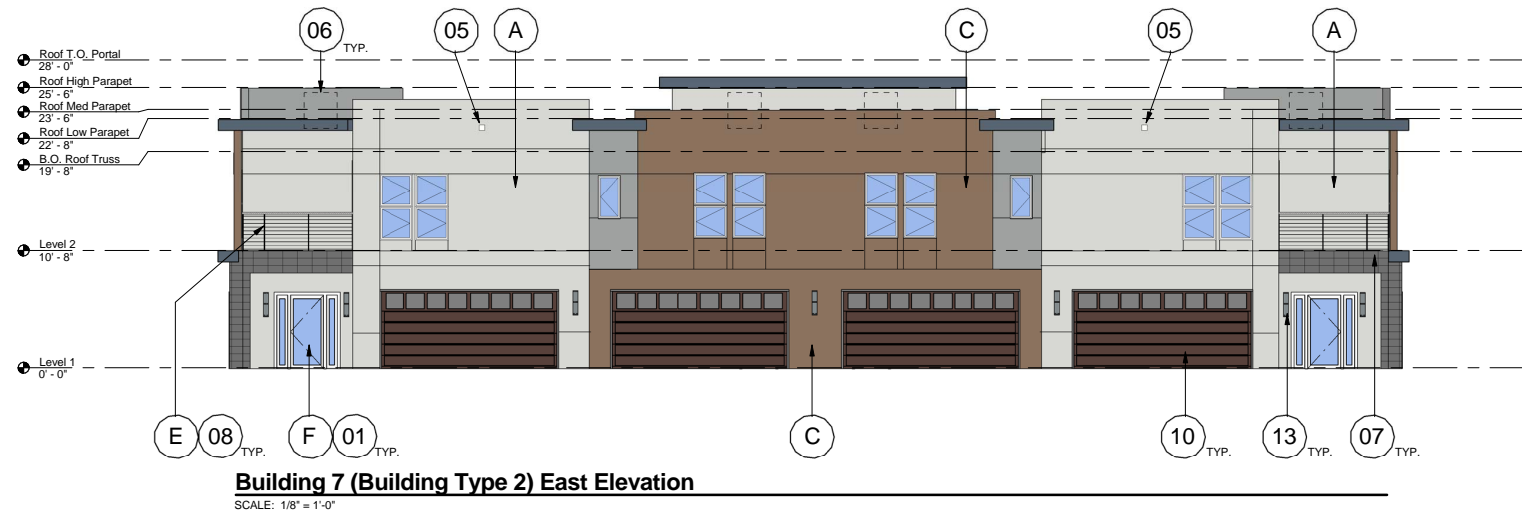 06 TYP.
05
A
C
05
A
Roof T.O. Portal
28' - 0"
Roof High Parapet
25' - 6"
Roof Med Parapet
23' - 6"
Roof Low Parapet
22' - 8"
B.O. Roof Truss
19' - 8"
Level 2
10' - 8"
Level 1
0' - 0"
E 08 TYP.
F 01 TYP.
C
10 TYP.
13 TYP.
07 TYP.
Building 7 (Building Type 2) East Elevation
SCALE: 1/8" = 1'-0"